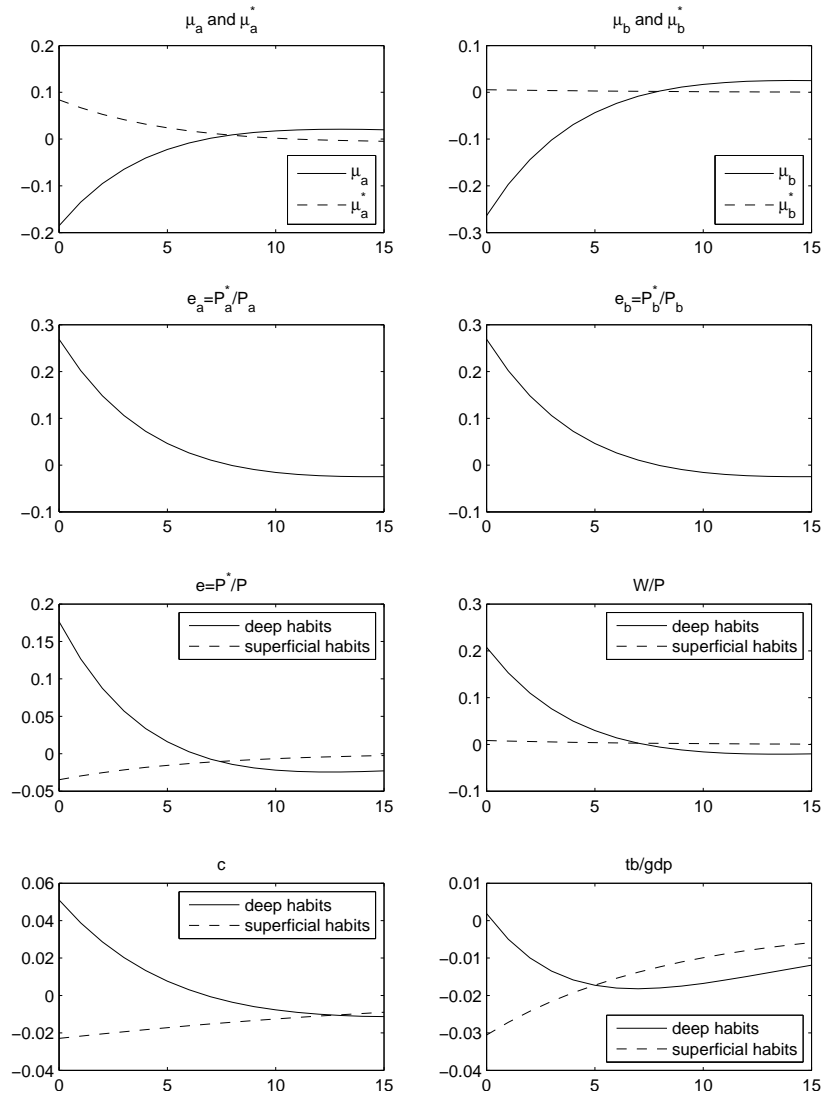 μ_a and μ_a^*
0.2
0.1
0
−0.1
−0.2
0 5 10 15
μ_a
μ_a^*
μ_b and μ_b^*
0.1
0
−0.1
−0.2
−0.3
0 5 10 15
μ_b
μ_b^*
e_a=P_a^*/P_a
0.3
0.2
0.1
0
−0.1
0 5 10 15
e_b=P_b^*/P_b
0.3
0.2
0.1
0
−0.1
0 5 10 15
e=P^*/P
0.2
0.15
0.1
0.05
0
−0.05
0 5 10 15
deep habits
superficial habits
W/P
0.3
0.2
0.1
0
−0.1
0 5 10 15
deep habits
superficial habits
c
0.06
0.04
0.02
0
−0.02
−0.04
0 5 10 15
deep habits
superficial habits
tb/gdp
0.01
0
−0.01
−0.02
−0.03
−0.04
0 5 10 15
deep habits
superficial habits